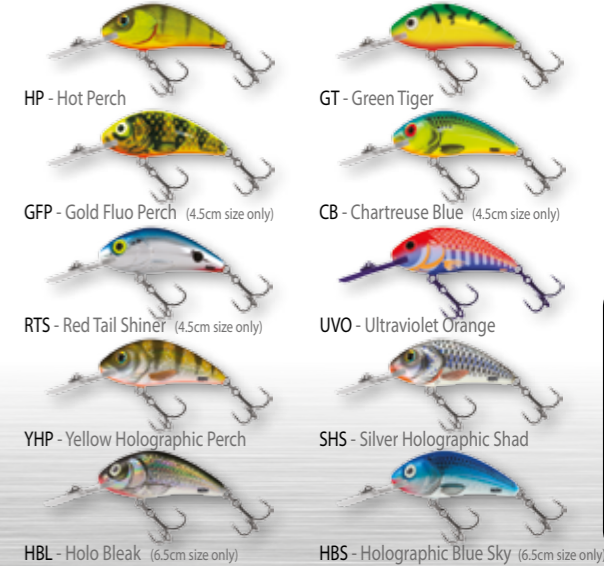 HP - Hot Perch
GT - Green Tiger
GFP - Gold Fluo Perch (4.5cm size only)
CB - Chartreuse Blue (4.5cm size only)
RTS - Red Tail Shiner (4.5cm size only)
UVO - Ultraviolet Orange
YHP - Yellow Holographic Perch
SHS - Silver Holographic Shad
HBL - Holo Bleak (6.5cm size only)
HBS - Holographic Blue Sky (6.5cm size only)